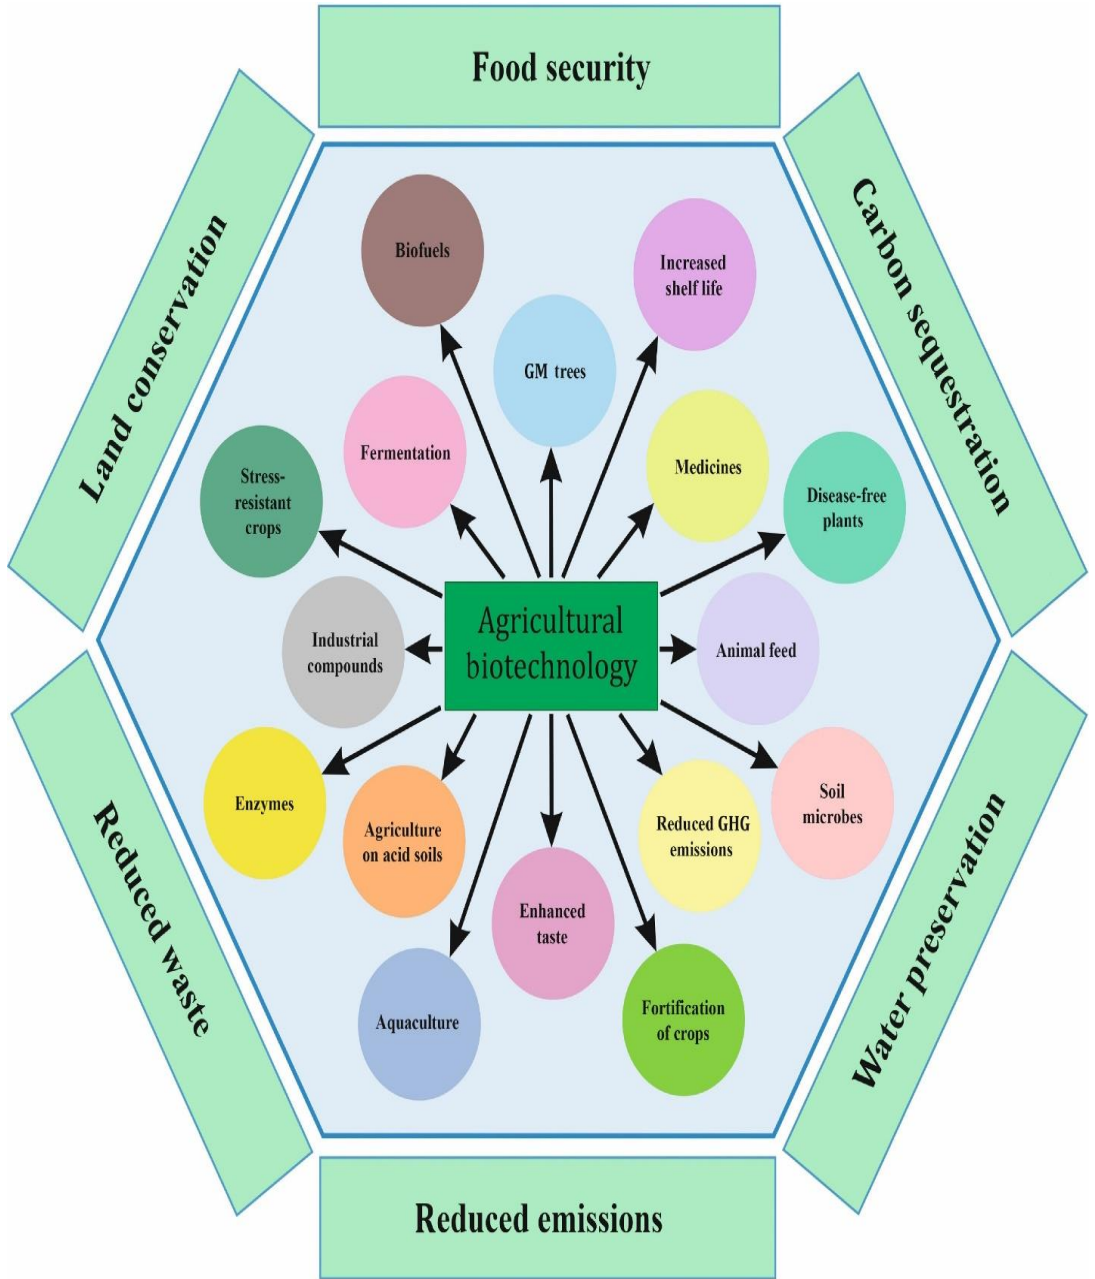 Food security
Land conservation
Carbon sequestration
Biofuels
Increased
shelf life
GM trees
Fermentation
Medicines
Stress-
resistant
crops
Disease-free
plants
Agricultural
biotechnology
Industrial
compounds
Animal feed
Enzymes
Agriculture
on acid soils
Reduced GHG
emissions
Soil
microbes
Enhanced
taste
Aquaculture
Fortification
of crops
Reduced waste
Water preservation
Reduced emissions